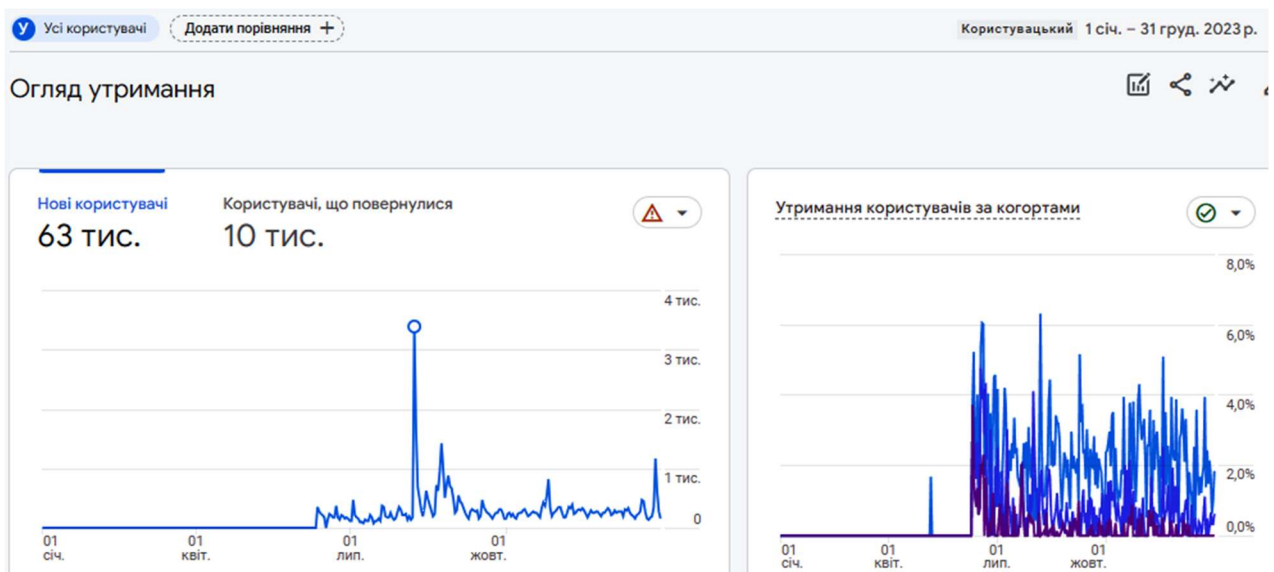 У Усі користувачі Додати порівняння + Користувацький 1 січ. – 31 груд. 2023 р.
Огляд утримання
Нові користувачі Користувачі, що повернулися
63 тис. 10 тис.
4 тис.
3 тис.
2 тис.
1 тис.
0
01 01 01 01
січ. квіт. лип. жовт.
Утримання користувачів за когортами
8,0%
6,0%
4,0%
2,0%
0,0%
01 01 01 01
січ. квіт. лип. жовт.